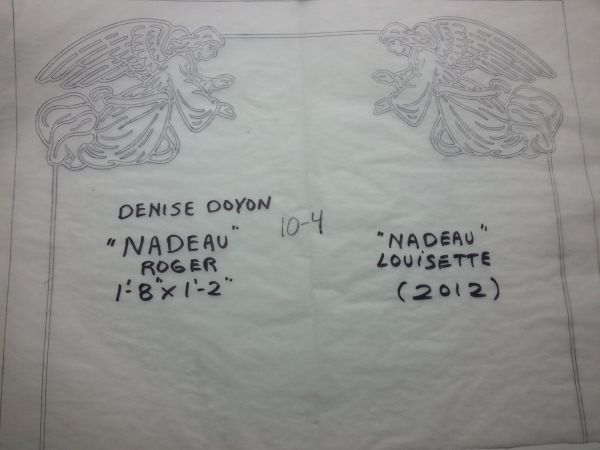 DENISE DOYON
"NADEAU"
ROGER
1'-8" x 1'-2"
10-4
"NADEAU"
LOUiSETTE
(2012)